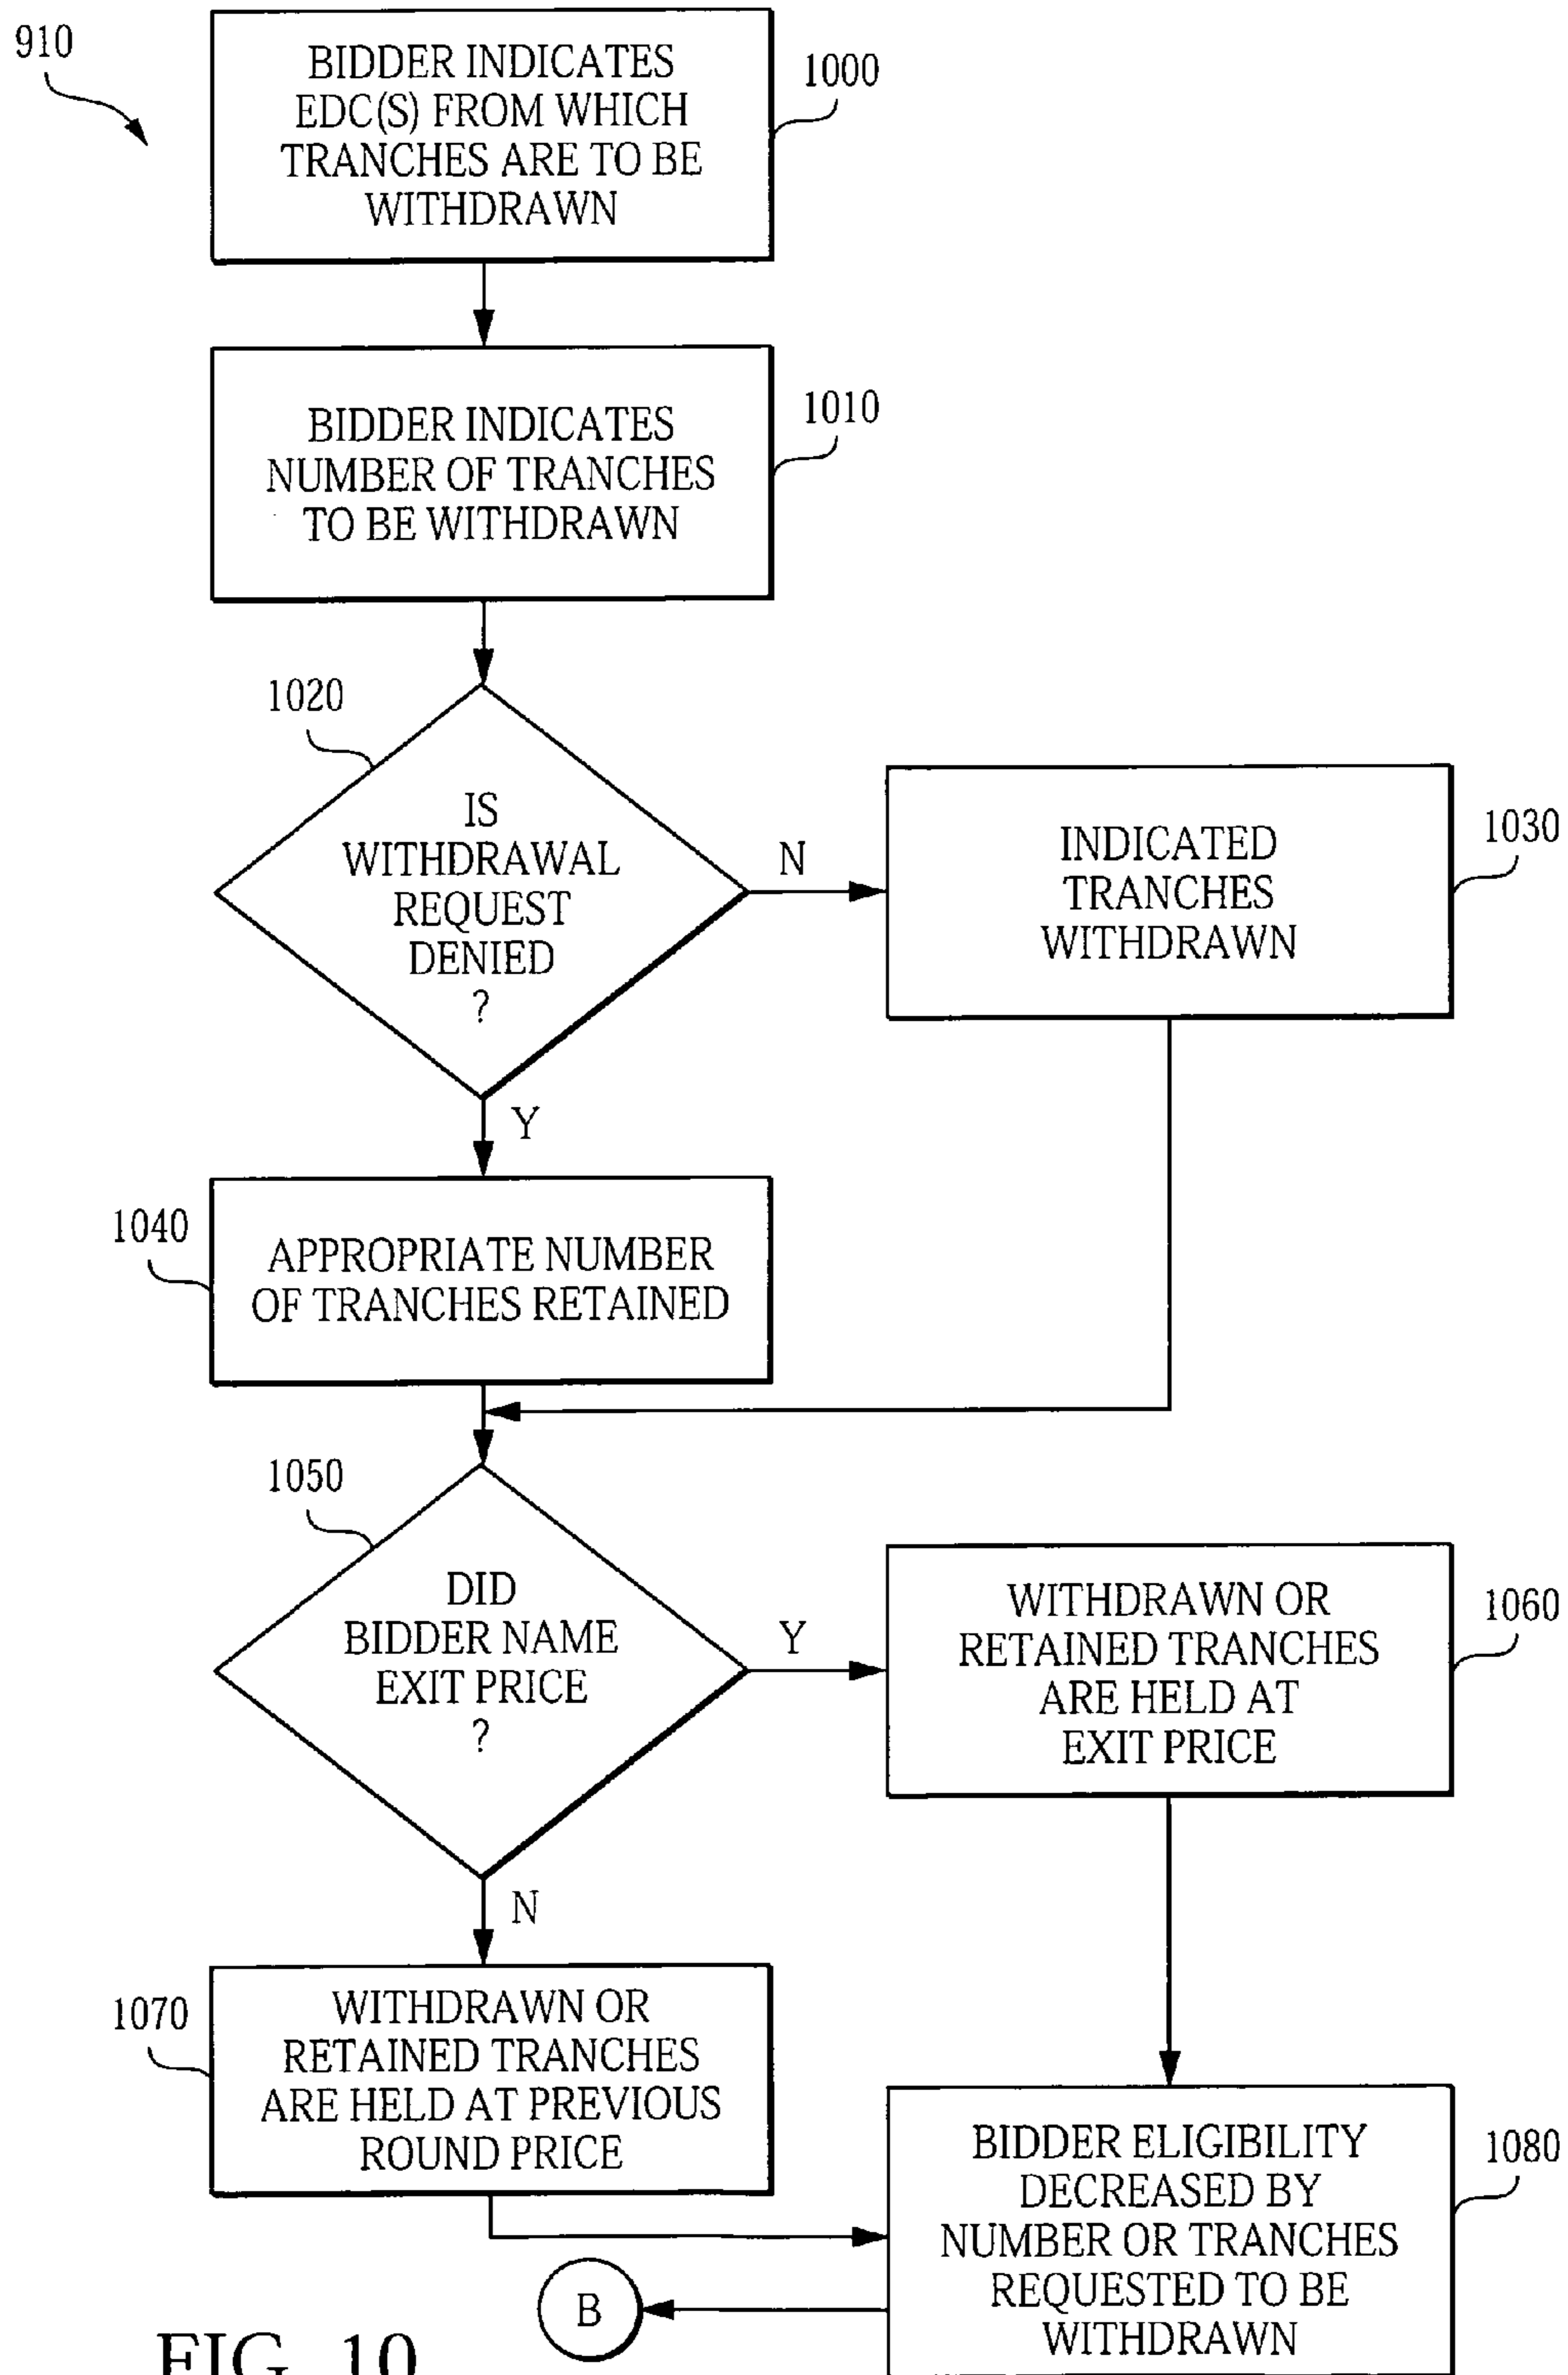 910
BIDDER INDICATES
EDC(S) FROM WHICH
TRANCHES ARE TO BE
WITHDRAWN
1000
BIDDER INDICATES
NUMBER OF TRANCHES
TO BE WITHDRAWN
1010
1020
IS
WITHDRAWAL
REQUEST
DENIED
?
N
Y
INDICATED
TRANCHES
WITHDRAWN
1030
1040
APPROPRIATE NUMBER
OF TRANCHES RETAINED
1050
DID
BIDDER NAME
EXIT PRICE
?
Y
N
WITHDRAWN OR
RETAINED TRANCHES
ARE HELD AT
EXIT PRICE
1060
1070
WITHDRAWN OR
RETAINED TRANCHES
ARE HELD AT PREVIOUS
ROUND PRICE
BIDDER ELIGIBILITY
DECREASED BY
NUMBER OR TRANCHES
REQUESTED TO BE
WITHDRAWN
1080
B
FIG. 10